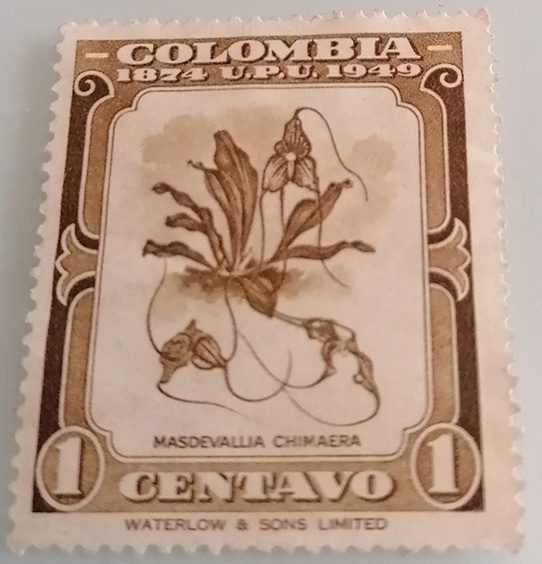 - COLOMBIA -
1874 U.P.U. 1949
MASDEVALLIA CHIMAERA
1 CENTAVO 1
WATERLOW & SONS LIMITED